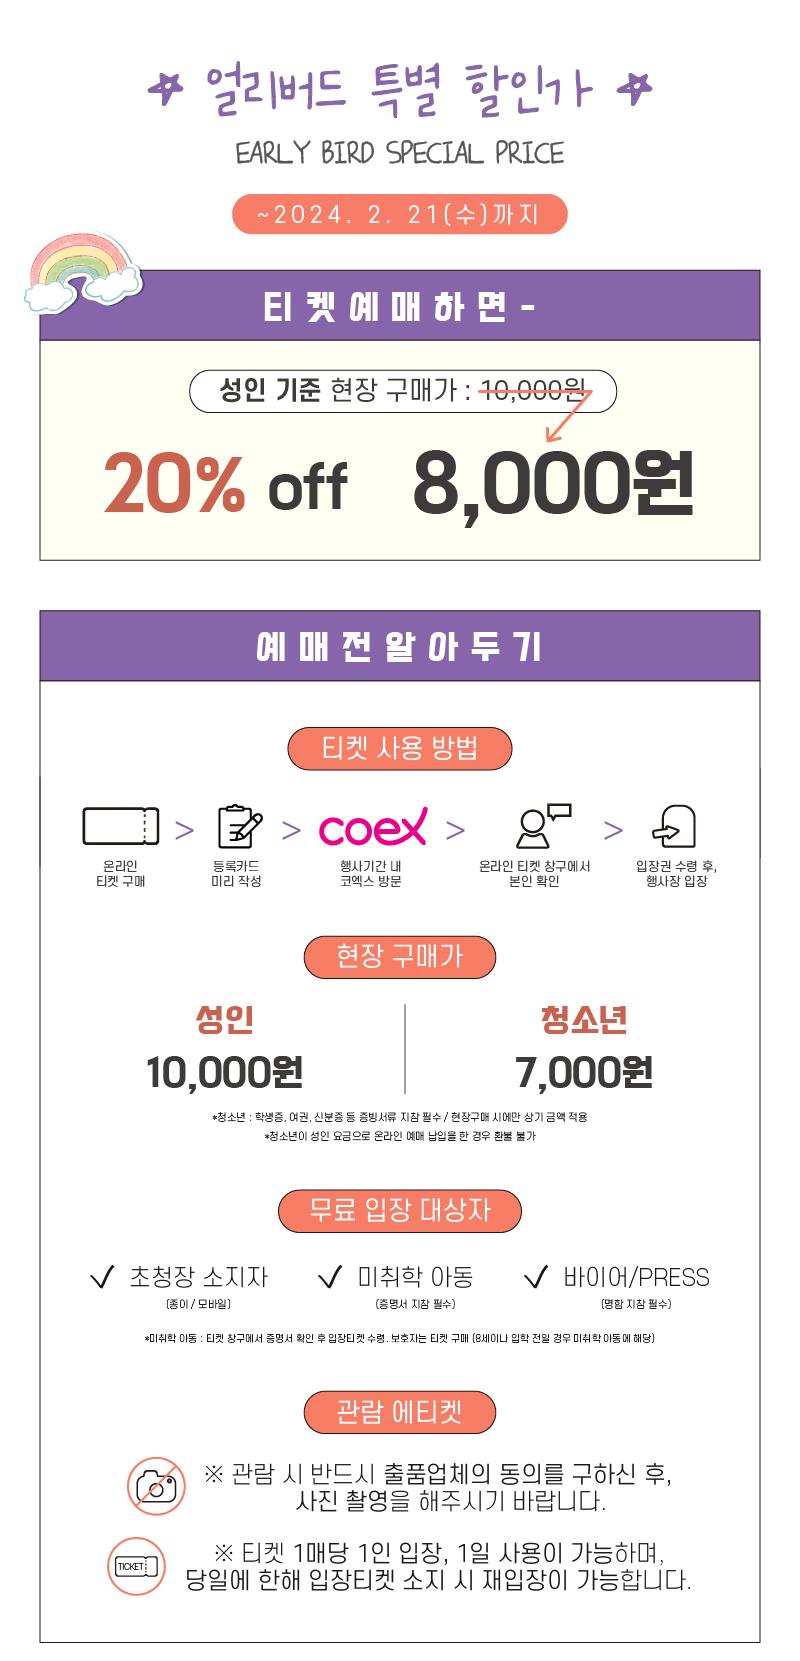 얼리버드 특별 할인가
EARLY BIRD SPECIAL PRICE
~2024. 2. 21(수)까지
티켓예매하면-
성인 기준 현장 구매가 : 10,000원
20% off 8,000원
예매전알아두기
티켓 사용 방법
>
>
coex
>
>
온라인
티켓 구매
등록카드
미리 작성
행사기간 내
코엑스 방문
온라인 티켓 창구에서
본인 확인
입장권 수령 후,
행사장 입장
현장 구매가
성인
10,000원
청소년
7,000원
*청소년 : 학생증, 여권, 신분증 등 증빙서류 지참 필수 / 현장구매 시에만 상기 금액 적용
*청소년이 성인 요금으로 온라인 예매 납입을 한 경우 환불 불가
무료 입장 대상자
초청장 소지자
(종이 / 모바일)
미취학 아동
(증명서 지참 필수)
바이어/PRESS
(명함 지참 필수)
*미취학 아동 : 티켓 창구에서 증명서 확인 후 입장티켓 수령. 보호자는 티켓 구매 (8세이나 입학 전일 경우 미취학 아동에 해당)
관람 에티켓
※ 관람 시 반드시 출품업체의 동의를 구하신 후,
사진 촬영을 해주시기 바랍니다.
TICKET
※ 티켓 1매당 1인 입장, 1일 사용이 가능하며,
당일에 한해 입장티켓 소지 시 재입장이 가능합니다.